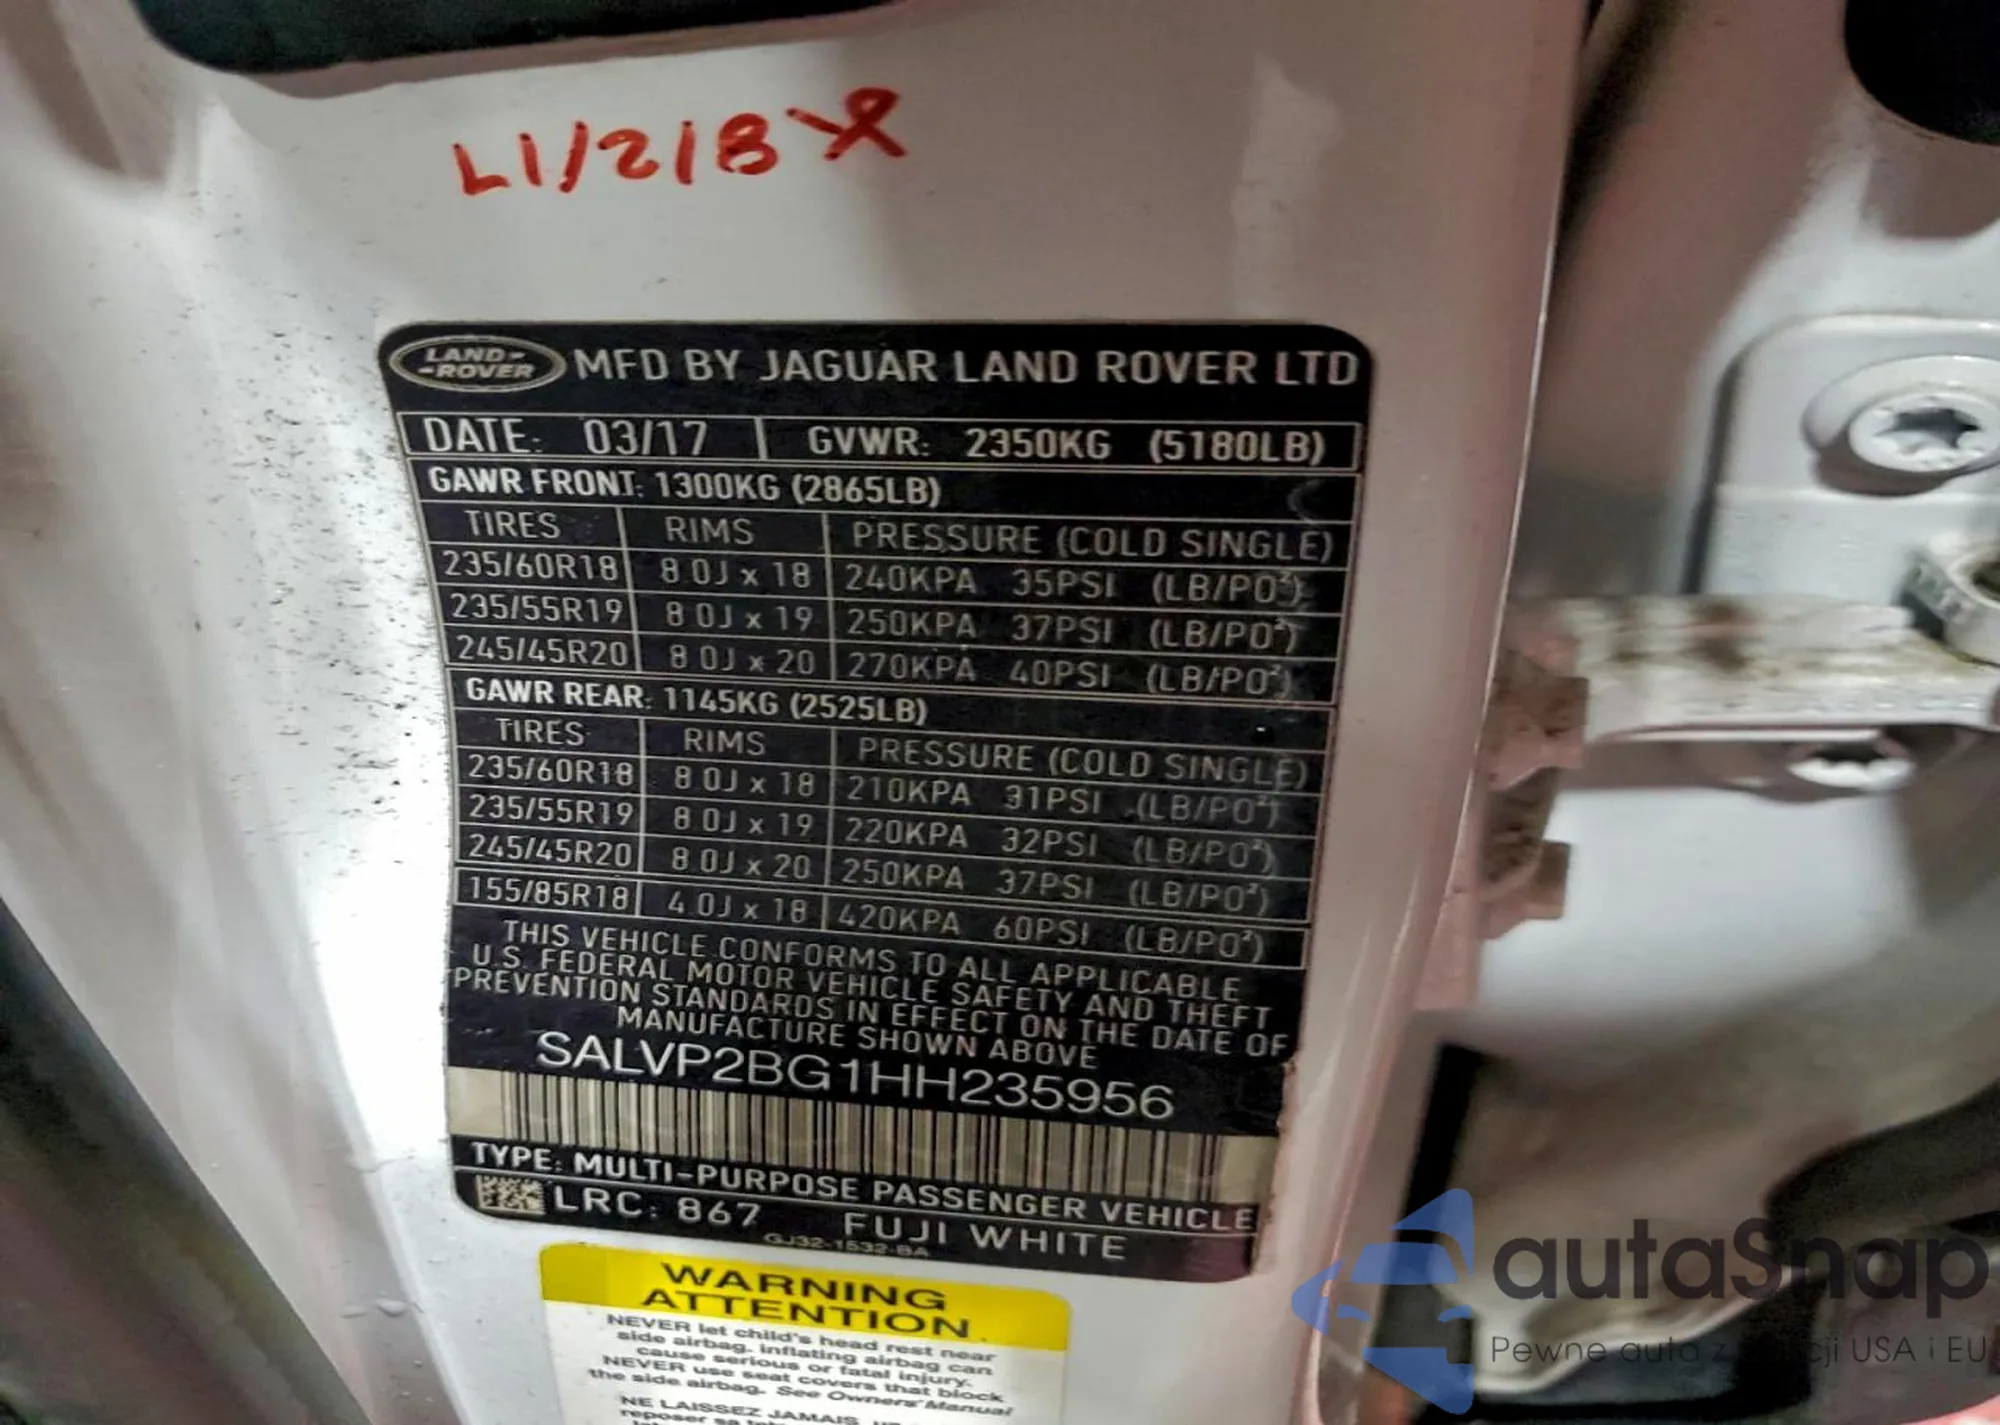 L1/218
LAND-
-ROVER
MFD BY JAGUAR LAND ROVER LTD
DATE: 03/17 GVWR: 2350KG (5180LB)
GAWR FRONT: 1300KG (2865LB)
TIRES RIMS PRESSURE (COLD SINGLE)
235/60R18 8.0J x 18 240KPA 35PSI (LB/PO²)
235/55R19 8.0J x 19 250KPA 37PSI (LB/PO²)
245/45R20 8.0J x 20 270KPA 40PSI (LB/PO²)
GAWR REAR: 1145KG (2525LB)
TIRES RIMS PRESSURE (COLD SINGLE)
235/60R18 8.0J x 18 210KPA 31PSI (LB/PO²)
235/55R19 8.0J x 19 220KPA 32PSI (LB/PO²)
245/45R20 8.0J x 20 250KPA 37PSI (LB/PO²)
155/85R18 4.0J x 18 420KPA 60PSI (LB/PO²)
THIS VEHICLE CONFORMS TO ALL APPLICABLE
U.S. FEDERAL MOTOR VEHICLE SAFETY AND THEFT
PREVENTION STANDARDS IN EFFECT ON THE DATE OF
MANUFACTURE SHOWN ABOVE
SALVP2BG1HH235956
TYPE: MULTI-PURPOSE PASSENGER VEHICLE
LRC: 867 FUJI WHITE
GJ32-1532-BA
WARNING
ATTENTION
NEVER let child's head rest near
side airbag, inflating airbag can
cause serious or fatal injury.
NEVER use seat covers that block
the side airbag. See Owners Manual
NE LAISSEZ JAMAIS
reposer sa
autaSnap
Pewne auta z USA i EU